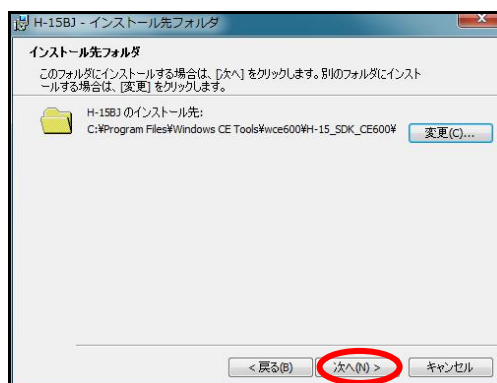 H-15BJ - インストール先フォルダ
インストール先フォルダ
このフォルダにインストールする場合は、[次へ] をクリックします。別のフォルダにインスト
ールする場合は、[変更] をクリックします。
H-15BJ のインストール先:
C:¥Program Files¥Windows CE Tools¥wce600¥H-15_SDK_CE600¥
変更(C)...
< 戻る(B)
次へ(N) >
キャンセル